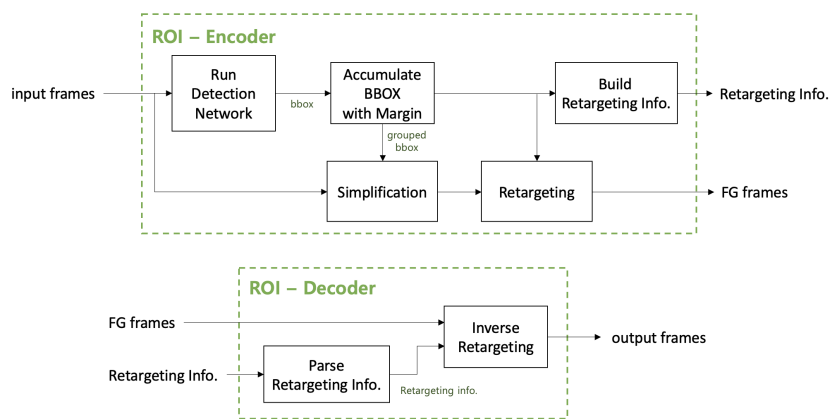 ROI – Encoder
input frames
Run
Detection
Network
bbox
Accumulate
BBOX
with Margin
grouped
bbox
Build
Retargeting Info.
Retargeting Info.
Simplification
Retargeting
FG frames
ROI – Decoder
FG frames
Inverse
Retargeting
output frames
Retargeting Info.
Parse
Retargeting Info.
Retargeting info.